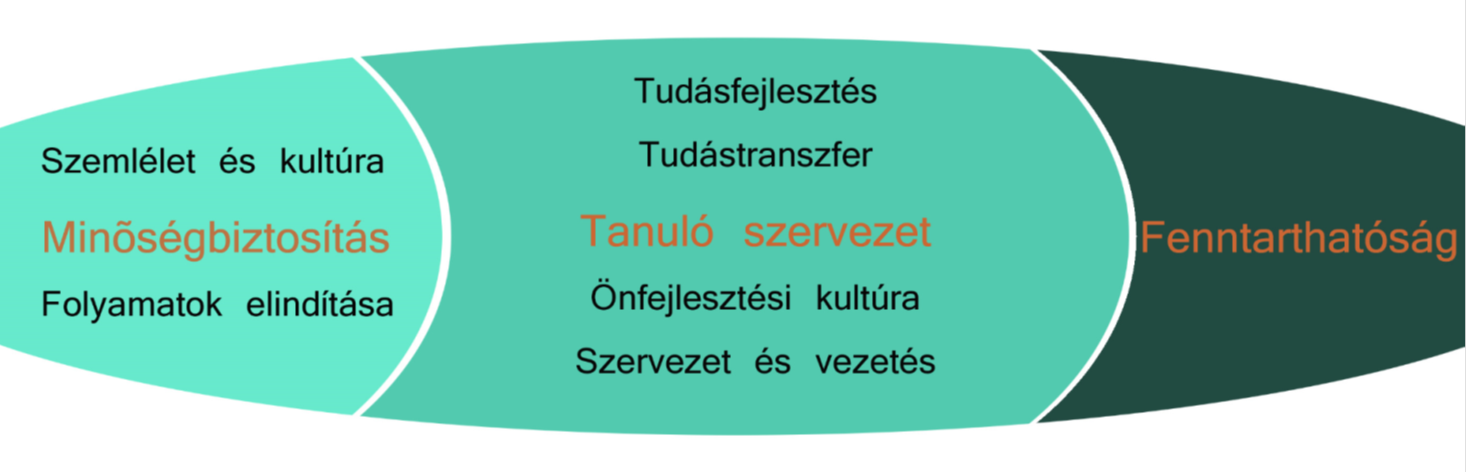 Szemlélet és kultúra
Minõségbiztosítás
Folyamatok elindítása
Tudásfejlesztés
Tudástranszfer
Tanuló szervezet
Önfejlesztési kultúra
Szervezet és vezetés
Fenntarthatóság